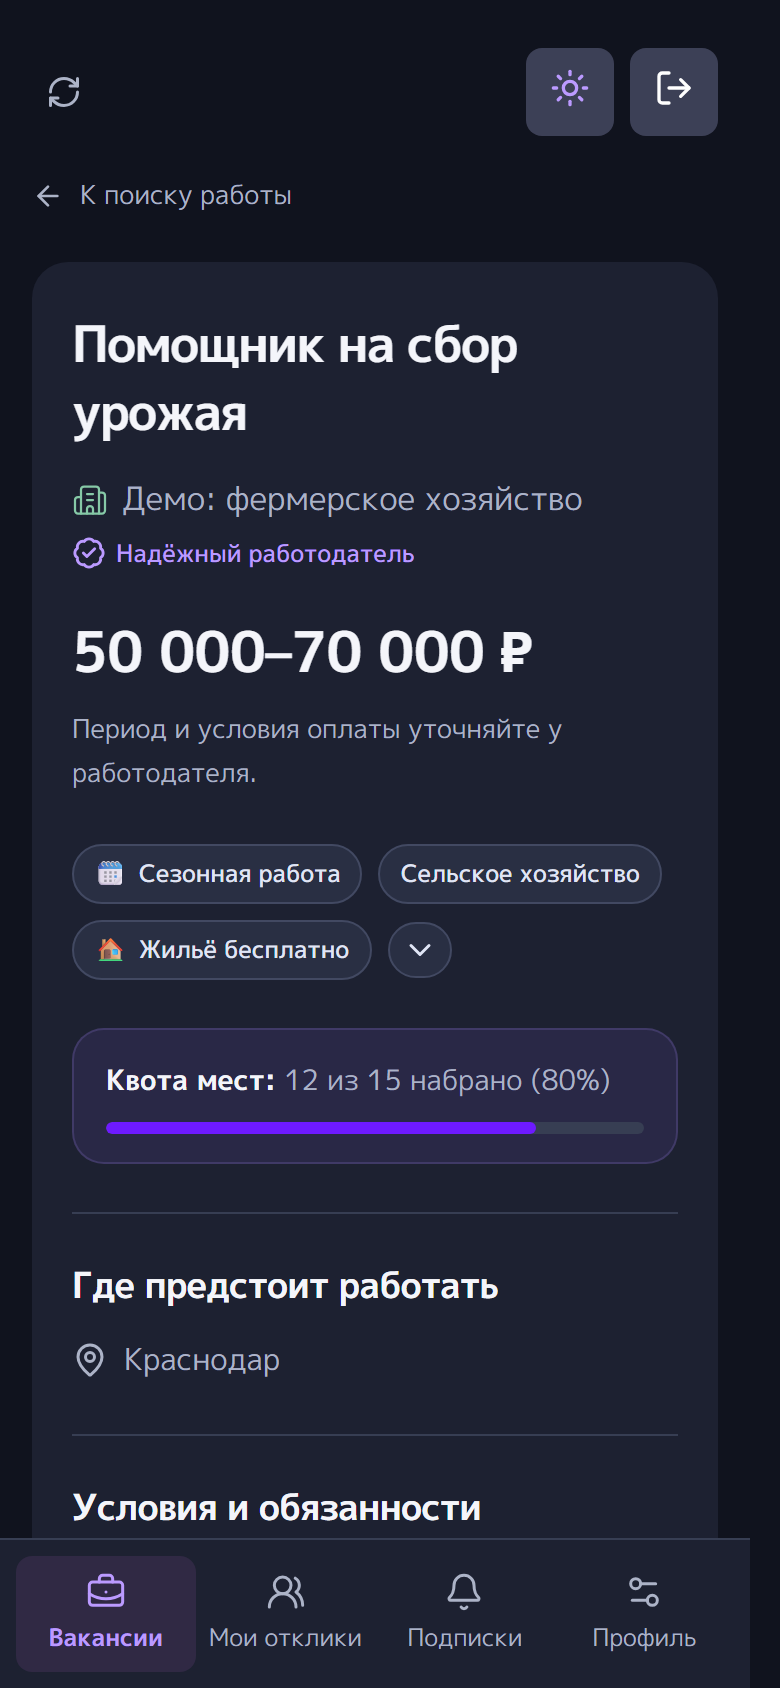 К поиску работы
Помощник на сбор
урожая
Демо: фермерское хозяйство
Надёжный работодатель
50 000–70 000 ₽
Период и условия оплаты уточняйте у
работодателя.
Сезонная работа
Сельское хозяйство
Жильё бесплатно
Квота мест: 12 из 15 набрано (80%)
Где предстоит работать
Краснодар
Условия и обязанности
Вакансии
Мои отклики
Подписки
Профиль